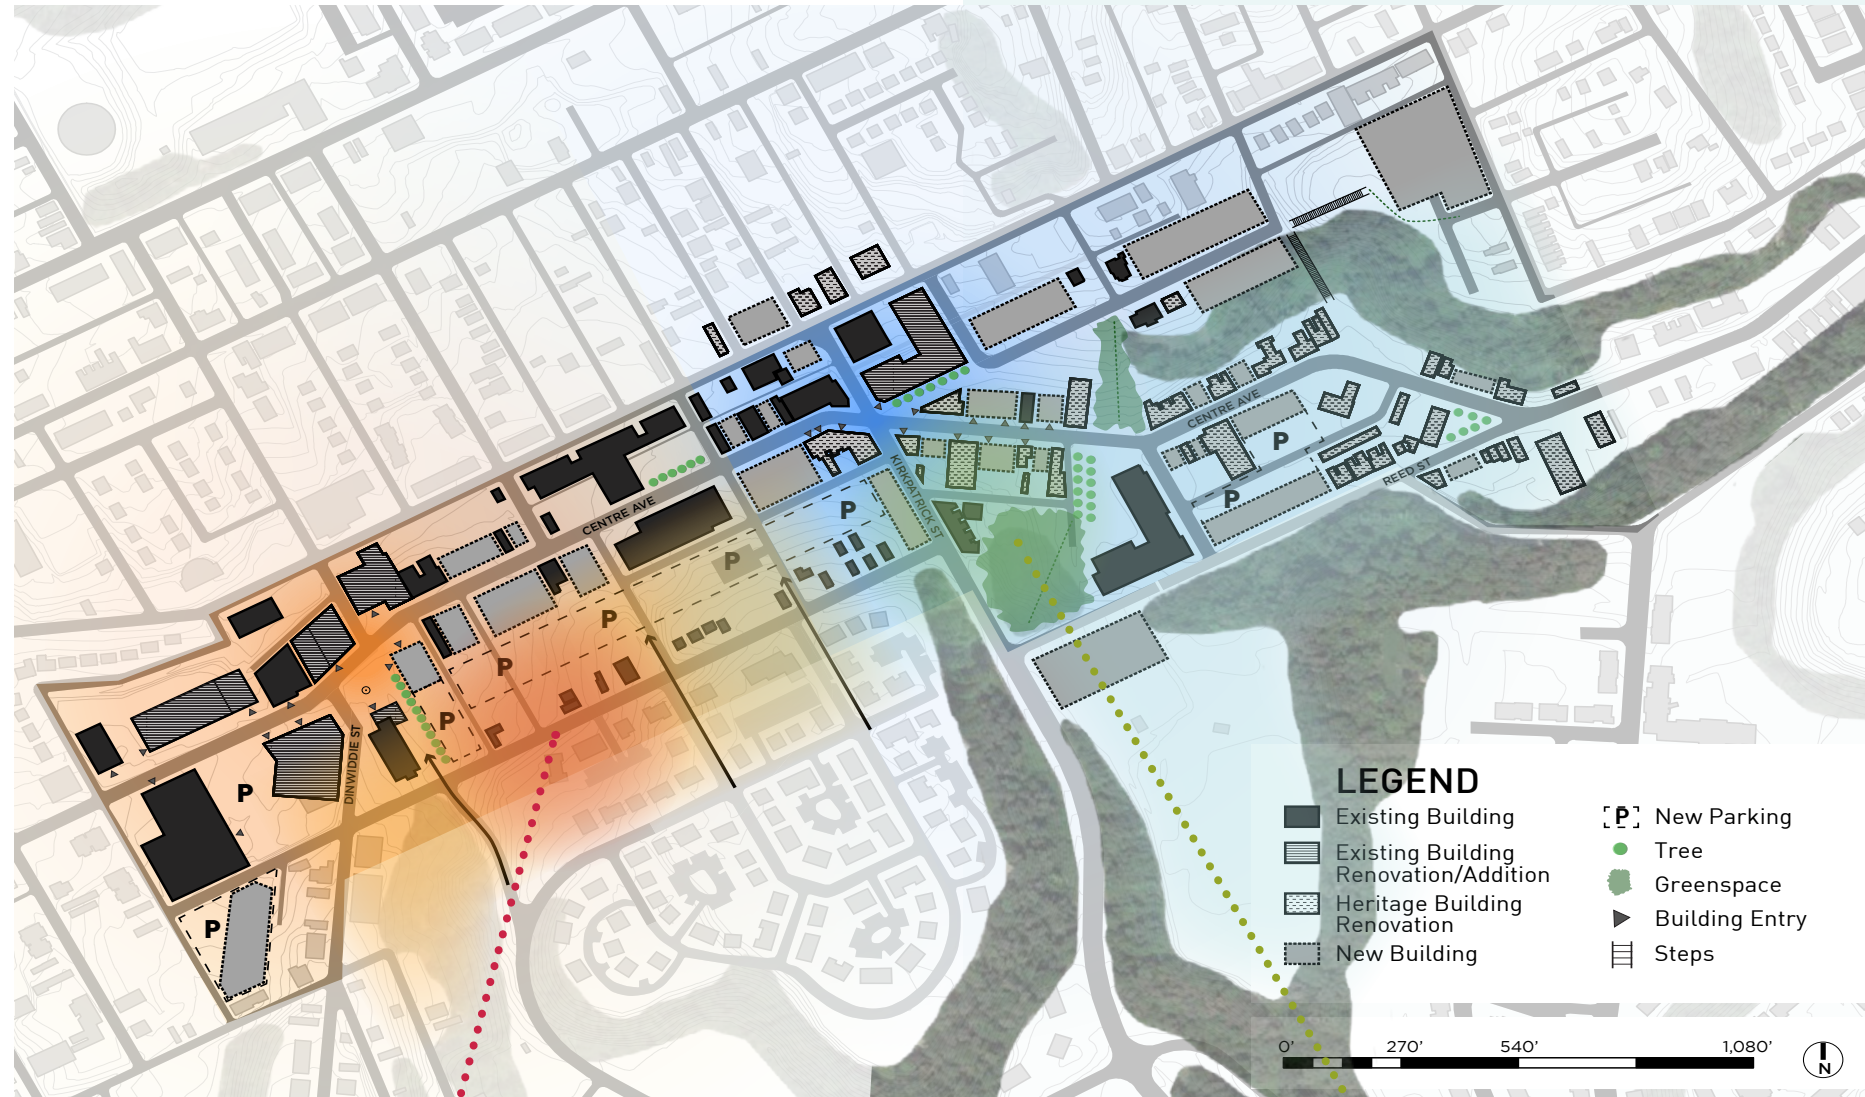 CENTRE AVE
P
P
KIRKPATRICK ST
P
REED ST
CENTRE AVE
P
P
P
P
DINWIDDIE ST
P
P
LEGEND
Existing Building
Existing Building
Renovation/Addition
Heritage Building
Renovation
New Building
P New Parking
Tree
Greenspace
Building Entry
Steps
0' 270' 540' 1,080'
N